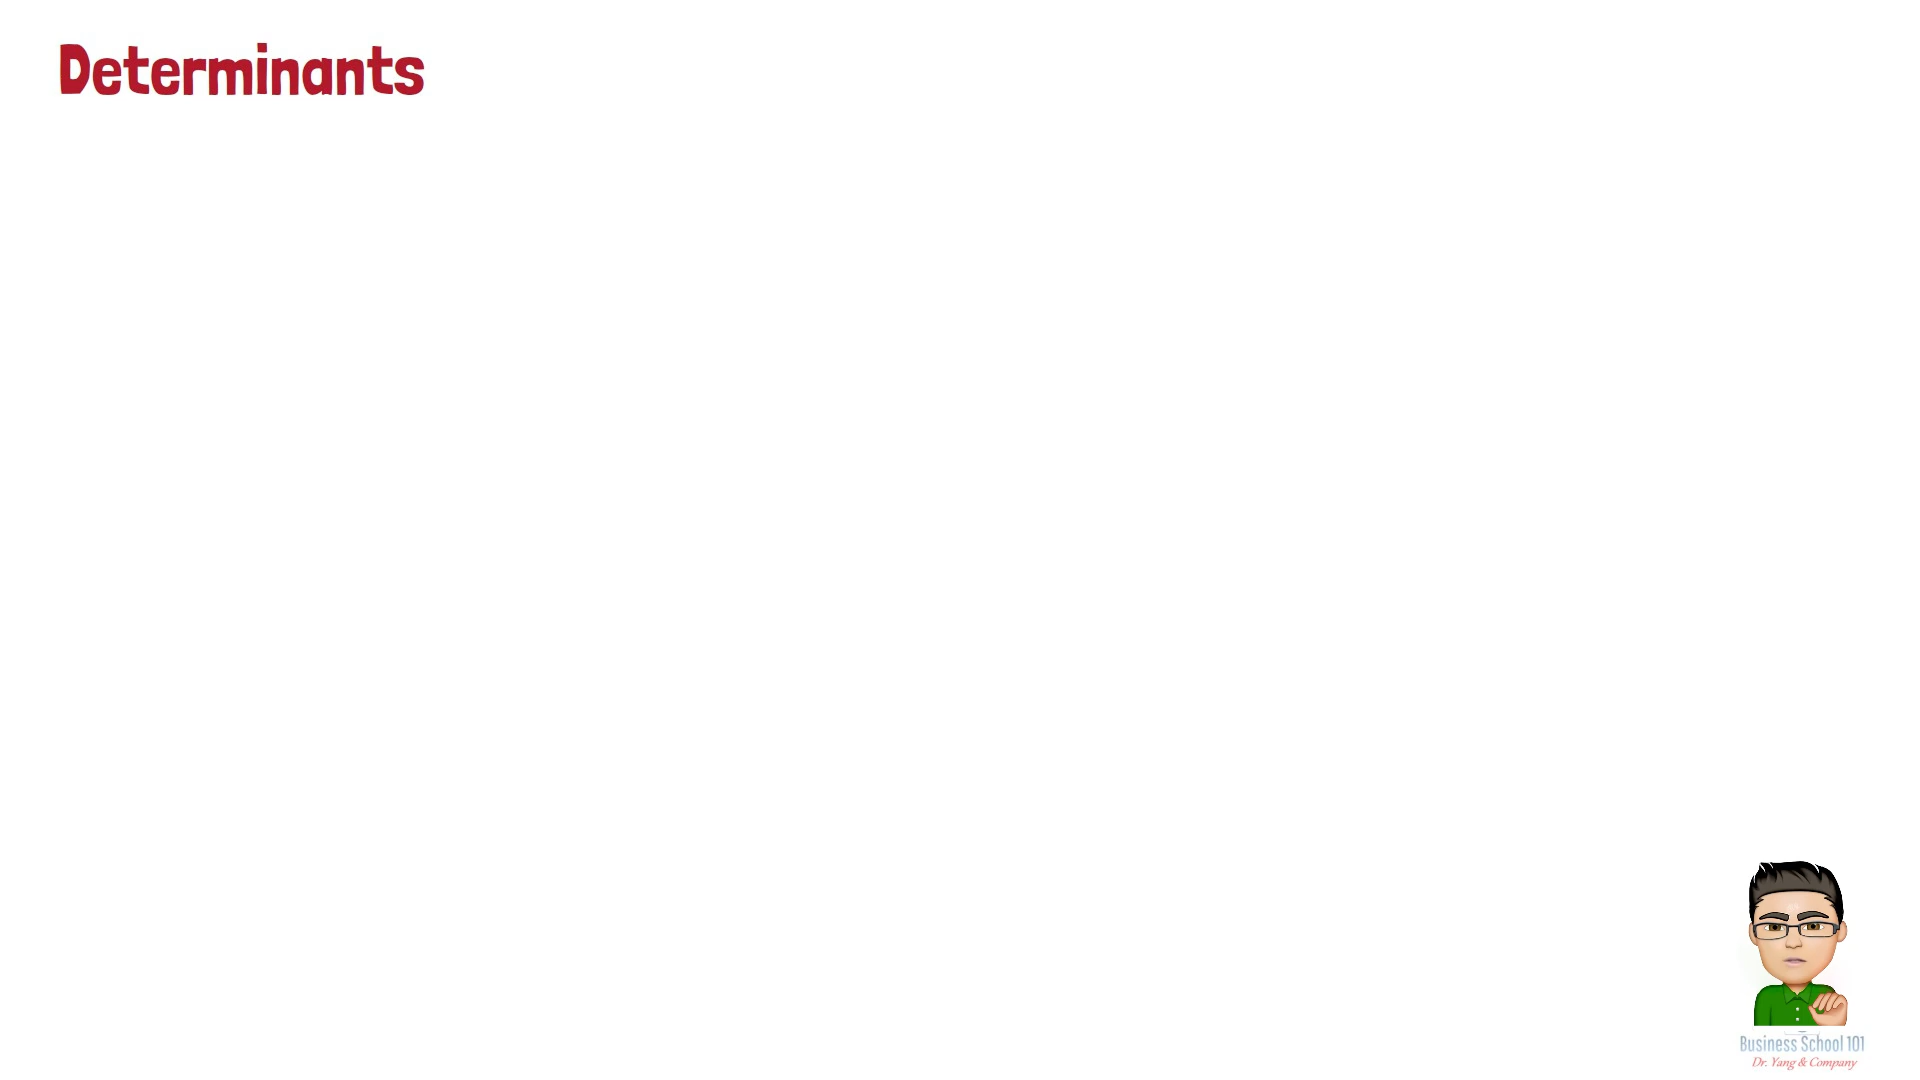 Determinants
Business School 101
Dr. Yang & Company